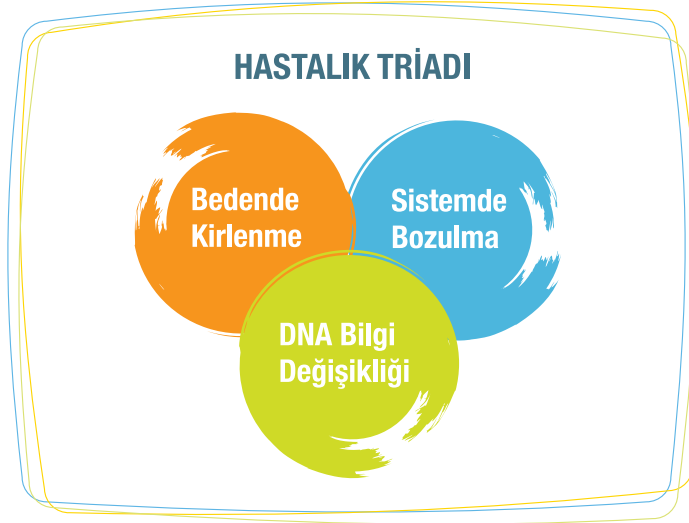 HASTALIK TRİADI
Bedende
Kirlenme
Sistemde
Bozulma
DNA Bilgi
Değişikliği